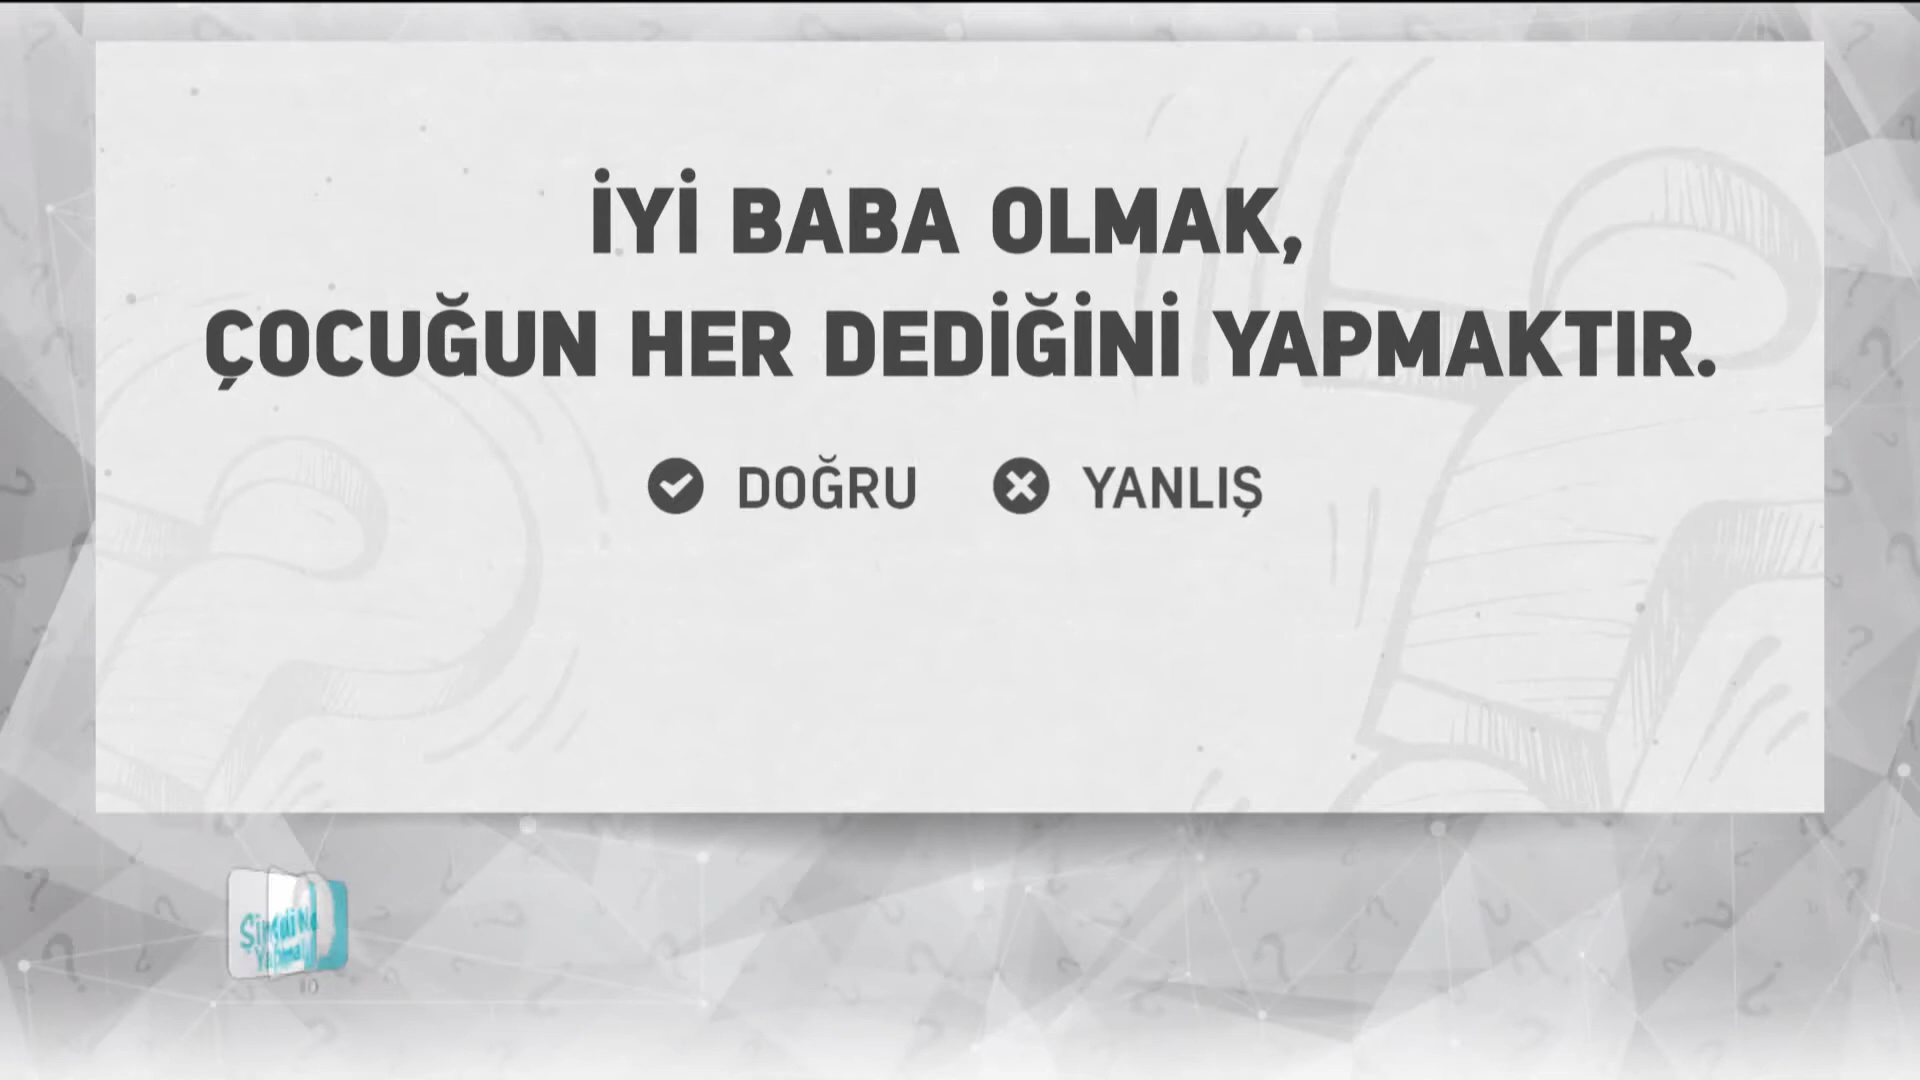 İYİ BABA OLMAK,
ÇOCUĞUN HER DEDİĞİNİ YAPMAKTIR.
DOĞRU YANLIŞ